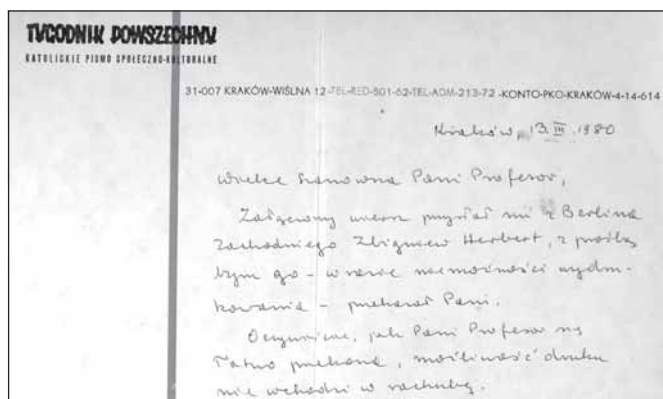 TYGODNIK POWSZECHNY
KATOLICKIE PISMO SPOŁECZNO-KULTURALNE
31-007 KRAKÓW-WIŚLNA 12-TEL-RED-501-62-TEL-ADM-213-72-KONTO-PKO-KRAKÓW-4-14-614
Kraków, 13 III 1980
Wielce Szanowna Pani Profesor,
Załączony wiersz przysłał mi z Berlina
Zachodniego Zbigniew Herbert, z prośbą
bym go – w razie niemożności wydru-
kowania – przekazał Pani.
Oczywiście, jak Pani Profesor się
łatwo przekona, możliwość druku
nie wchodzi w rachubę.